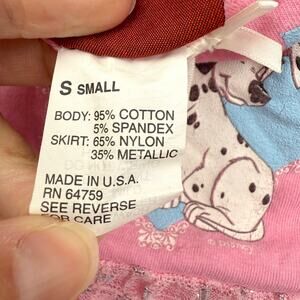 S SMALL
BODY: 95% COTTON
5% SPANDEX
SKIRT: 65% NYLON
35% METALLIC
MADE IN U.S.A.
RN 64759
SEE REVERSE
FOR CARE